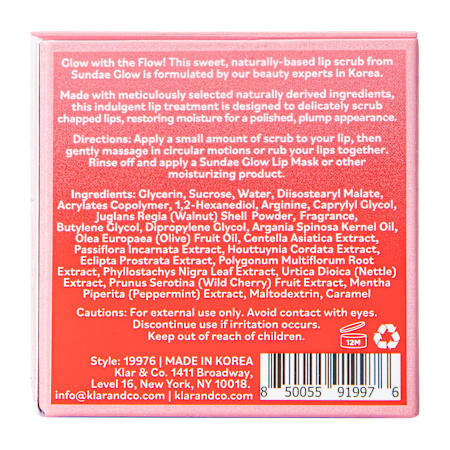 Glow with the Flow! This sweet, naturally-based lip scrub from
Sundae Glow is formulated by our beauty experts in Korea.
Made with meticulously selected naturally derived ingredients,
this indulgent lip treatment is designed to delicately scrub
chapped lips, restoring moisture for a polished, plump appearance.
Directions: Apply a small amount of scrub to your lip, then
gently massage in circular motions or rub your lips together.
Rinse off and apply a Sundae Glow Lip Mask or other
moisturizing product.
Ingredients: Glycerin, Sucrose, Water, Diisostearyl Malate,
Acrylates Copolymer, 1,2-Hexanediol, Arginine, Caprylyl Glycol,
Juglans Regia (Walnut) Shell Powder, Fragrance,
Butylene Glycol, Dipropylene Glycol, Argania Spinosa Kernel Oil,
Olea Europaea (Olive) Fruit Oil, Centella Asiatica Extract,
Passiflora Incarnata Extract, Houttuynia Cordata Extract,
Eclipta Prostrata Extract, Polygonum Multiflorum Root
Extract, Phyllostachys Nigra Leaf Extract, Urtica Dioica (Nettle)
Extract, Prunus Serotina (Wild Cherry) Fruit Extract, Mentha
Piperita (Peppermint) Extract, Maltodextrin, Caramel
Cautions: For external use only. Avoid contact with eyes.
Discontinue use if irritation occurs.
Keep out of reach of children.
12M
Style: 19976 | MADE IN KOREA
Klar & Co. 1411 Broadway,
Level 16, New York, NY 10018.
info@klarandco.com | klarandco.com
8 50055 91997 6